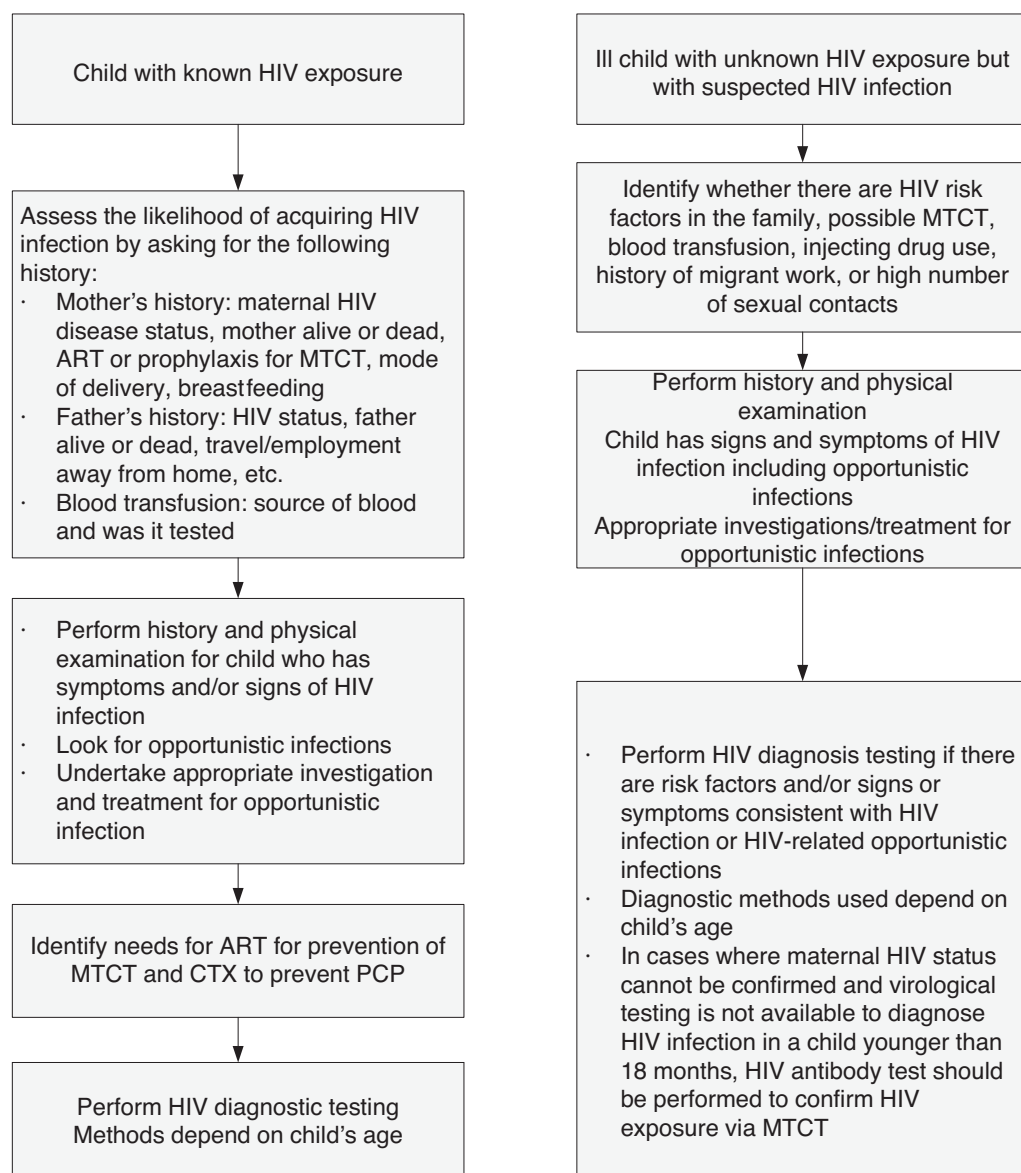 Child with known HIV exposure
Assess the likelihood of acquiring HIV
infection by asking for the following
history:
· Mother’s history: maternal HIV
disease status, mother alive or dead,
ART or prophylaxis for MTCT, mode
of delivery, breastfeeding
· Father’s history: HIV status, father
alive or dead, travel/employment
away from home, etc.
· Blood transfusion: source of blood
and was it tested
· Perform history and physical
examination for child who has
symptoms and/or signs of HIV
infection
· Look for opportunistic infections
· Undertake appropriate investigation
and treatment for opportunistic
infection
Identify needs for ART for prevention of
MTCT and CTX to prevent PCP
Perform HIV diagnostic testing
Methods depend on child’s age
Ill child with unknown HIV exposure but
with suspected HIV infection
Identify whether there are HIV risk
factors in the family, possible MTCT,
blood transfusion, injecting drug use,
history of migrant work, or high number
of sexual contacts
Perform history and physical
examination
Child has signs and symptoms of HIV
infection including opportunistic
infections
Appropriate investigations/treatment for
opportunistic infections
· Perform HIV diagnosis testing if there
are risk factors and/or signs or
symptoms consistent with HIV
infection or HIV-related opportunistic
infections
· Diagnostic methods used depend on
child’s age
· In cases where maternal HIV status
cannot be confirmed and virological
testing is not available to diagnose
HIV infection in a child younger than
18 months, HIV antibody test should
be performed to confirm HIV
exposure via MTCT